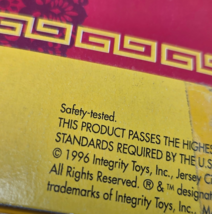 Safety-tested.
THIS PRODUCT PASSES THE HIGHES
STANDARDS REQUIRED BY THE U.S
© 1996 Integrity Toys, Inc., Jersey Ci
All Rights Reserved. ® & ™ designat
trademarks of Integrity Toys, Inc.